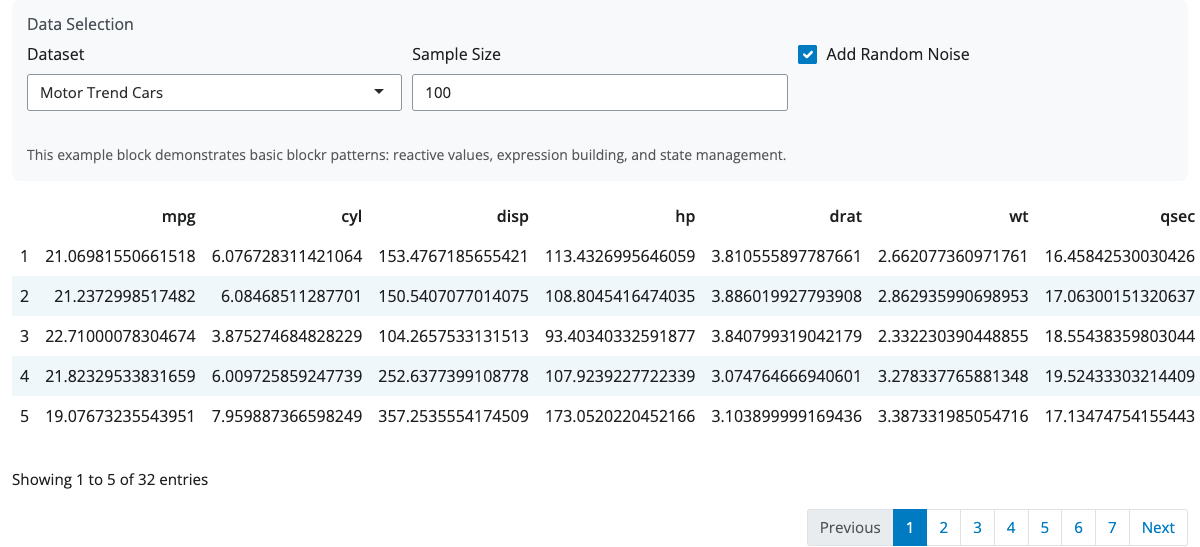 Data Selection
Dataset Sample Size Add Random Noise
Motor Trend Cars 100
This example block demonstrates basic blockr patterns: reactive values, expression building, and state management.
mpg cyl disp hp drat wt qsec
1 21.06981550661518 6.076728311421064 153.4767185655421 113.4326995646059 3.810555897787661 2.662077360971761 16.45842530030426
2 21.2372998517482 6.08468511287701 150.5407077014075 108.8045416474035 3.886019927793908 2.862935990698953 17.06300151320637
3 22.71000078304674 3.875274684828229 104.2657533131513 93.40340332591877 3.840799319042179 2.332230390448855 18.55438359803044
4 21.82329533831659 6.009725859247739 252.6377399108778 107.9239227722339 3.074764666940601 3.278337765881348 19.52433303214409
5 19.07673235543951 7.959887366598249 357.2535554174509 173.0520220452166 3.103899999169436 3.387331985054716 17.13474754155443
Showing 1 to 5 of 32 entries
Previous 1 2 3 4 5 6 7 Next